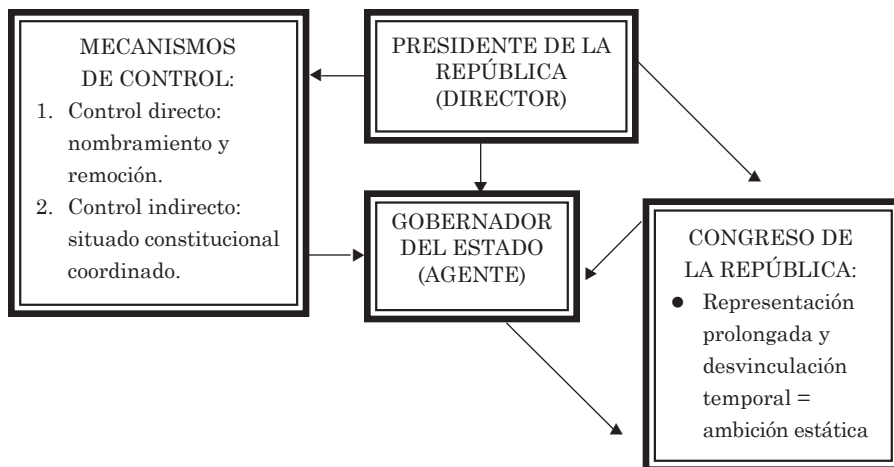 MECANISMOS
DE CONTROL:
1. Control directo:
nombramiento y
remoción.
2. Control indirecto:
situado constitucional
coordinado.
PRESIDENTE DE LA
REPÚBLICA
(DIRECTOR)
GOBERNADOR
DEL ESTADO
(AGENTE)
CONGRESO DE
LA REPÚBLICA:
● Representación
prolongada y
desvinculación
temporal =
ambición estática